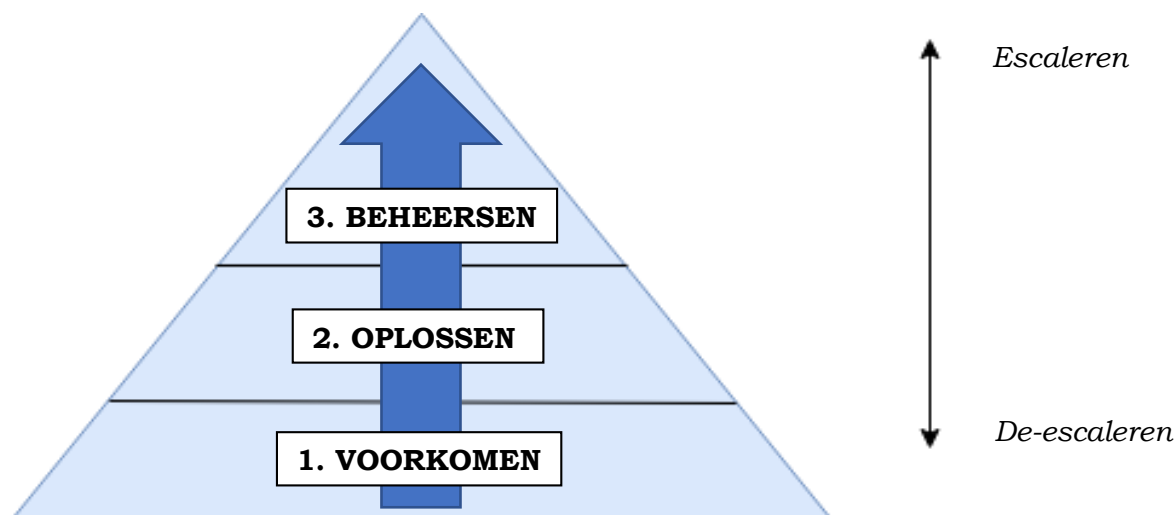 Escaleren
3. BEHEERSEN
2. OPLOSSEN
De-escaleren
1. VOORKOMEN